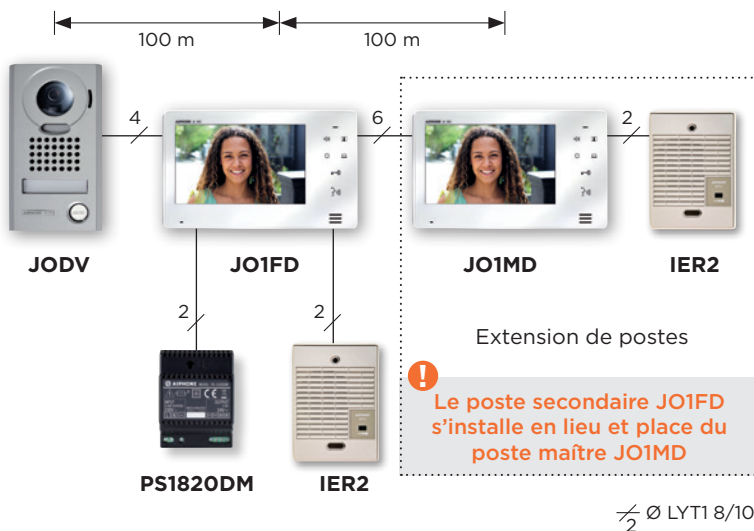 100 m
100 m
4
6
2
JODV
JO1FD
JO1MD
IER2
2
2
Extension de postes
!
Le poste secondaire JO1FD
s'installe en lieu et place du
poste maître JO1MD
PS1820DM
IER2
2 Ø LYT1 8/10